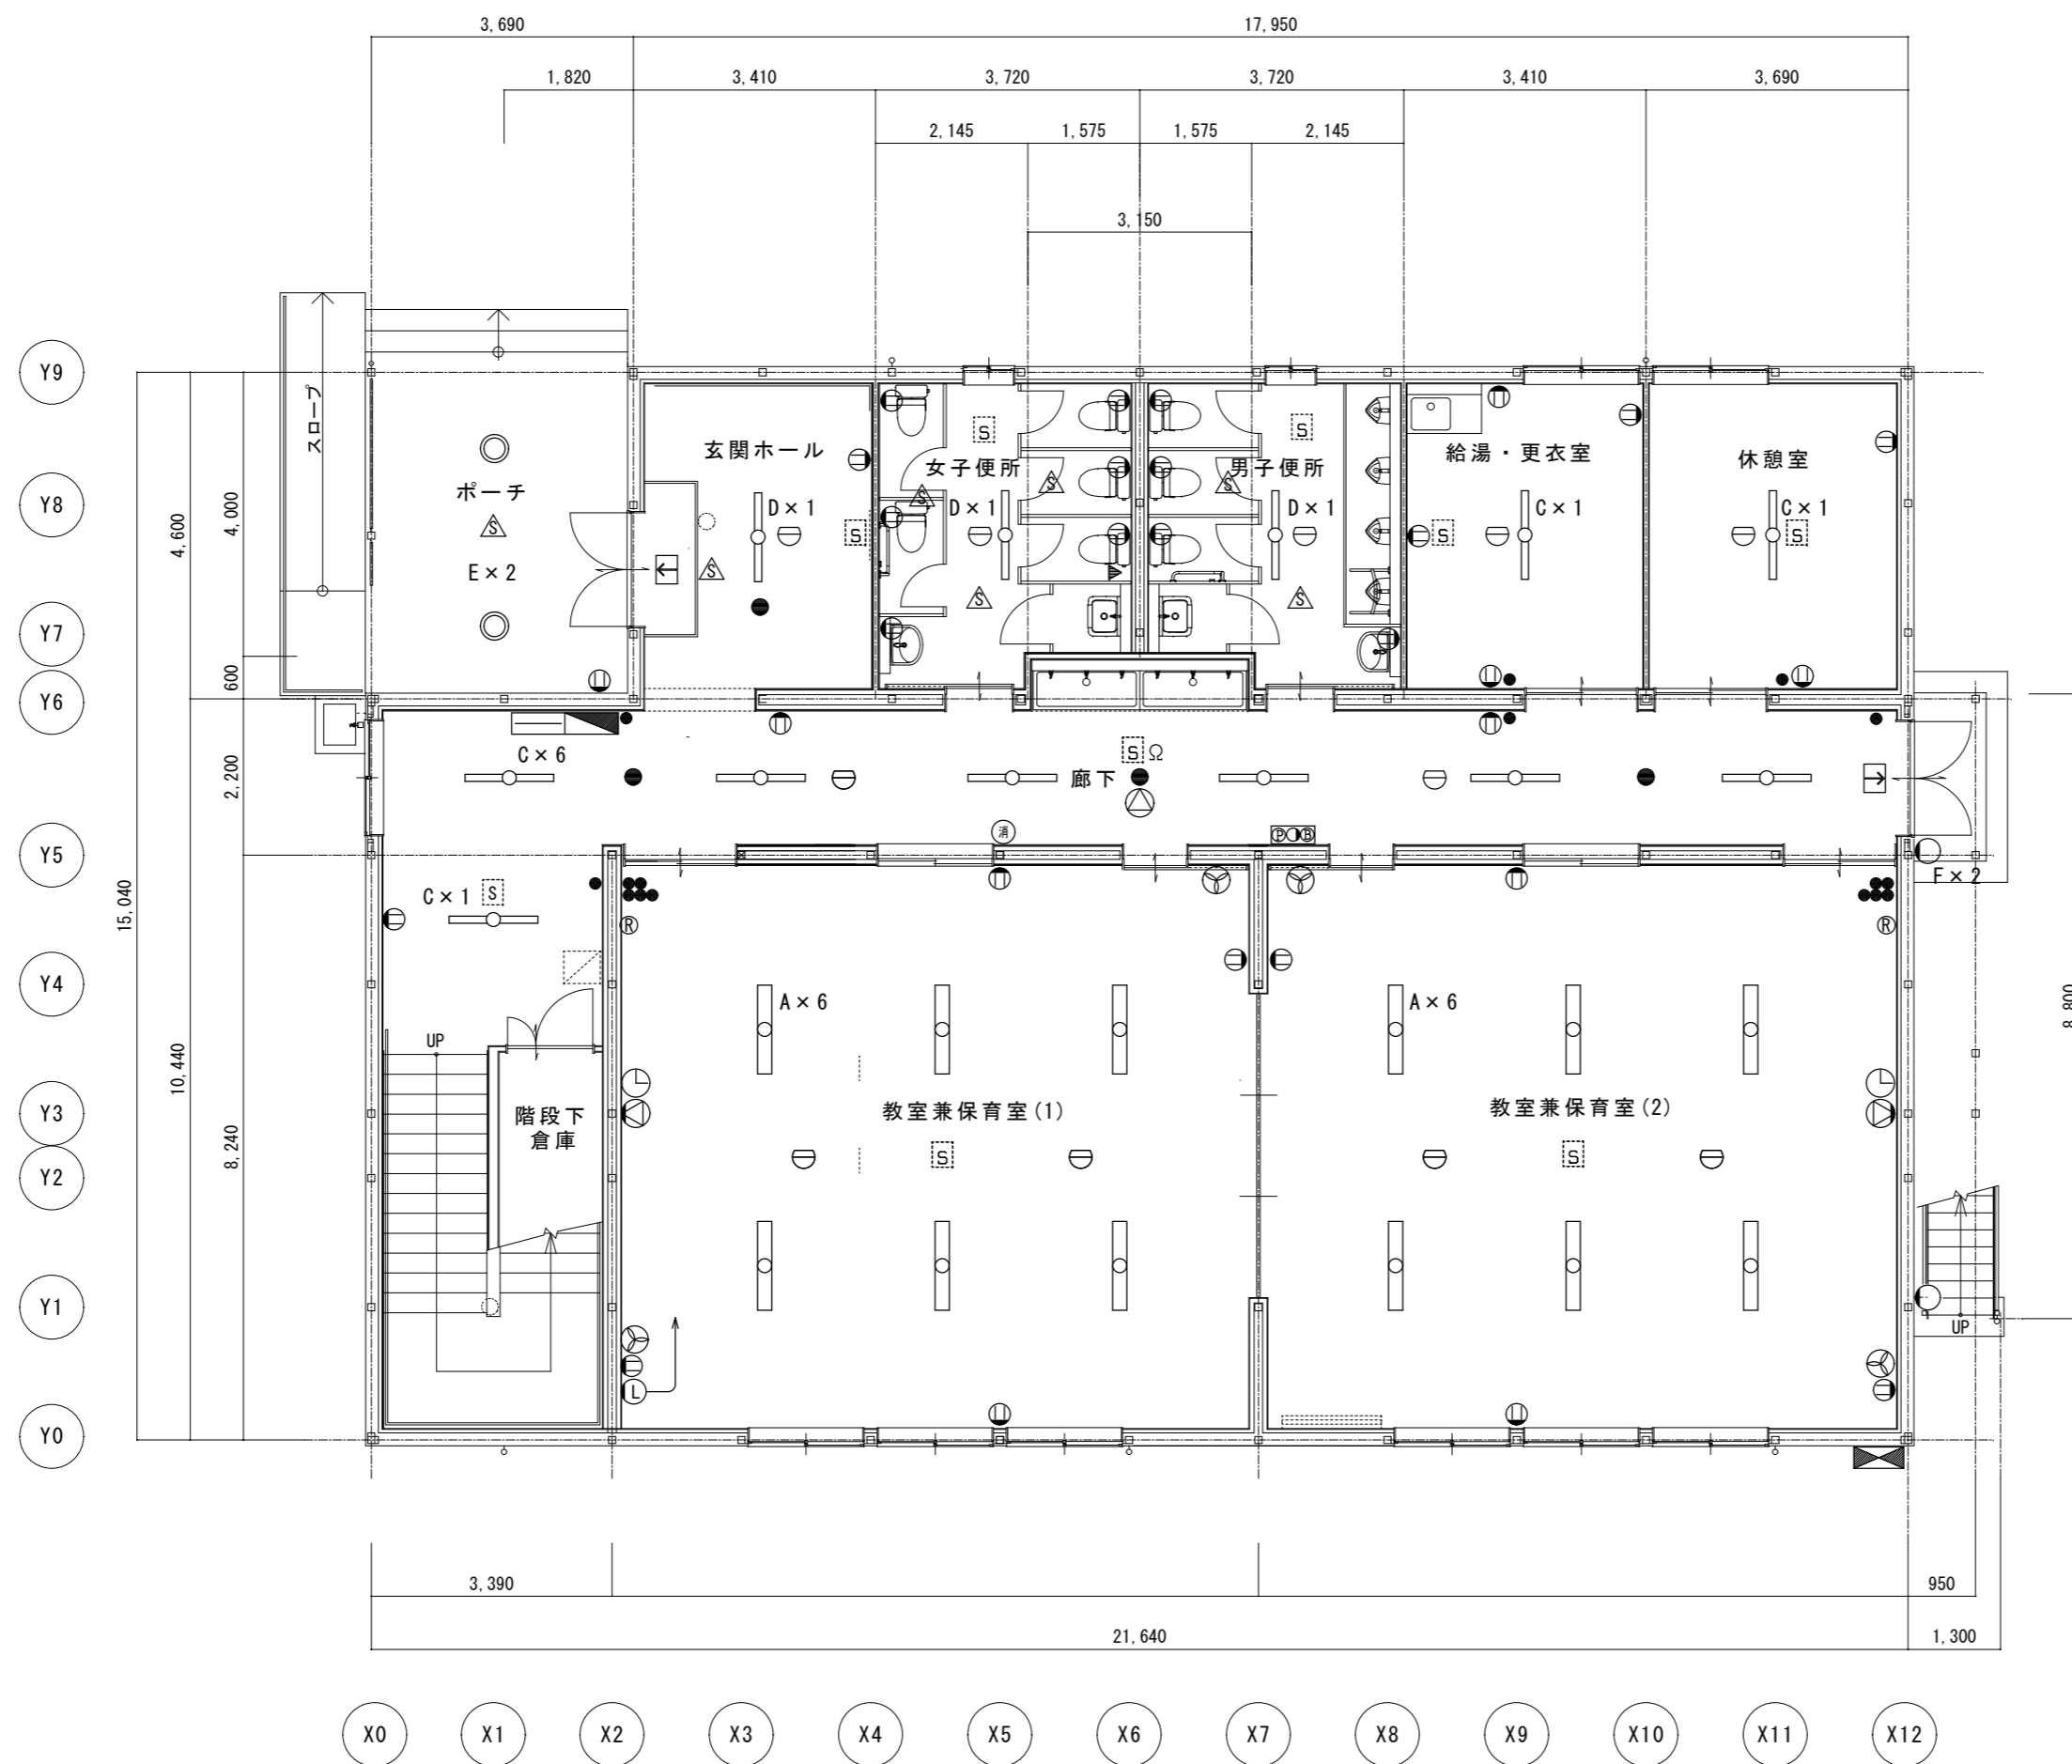 3,690
17,950
1,820
3,410
3,720
3,720
3,410
3,690
2,145
1,575
1,575
2,145
3,150
Y9
Y8
Y7
Y6
Y5
Y4
Y3
Y2
Y1
Y0
15,040
4,600
10,440
4,000
600
2,200
8,240
スロープ
ポーチ
S
E×2
玄関ホール
D×1
S
S
女子便所
S
S
S
D×1
S
男子便所
S
S
D×1
S
給湯・更衣室
C×1
S
休憩室
C×1
S
C×6
S Ω
廊下
消
P B
F×2
C×1
S
R
R
UP
階段下
倉庫
A×6
教室兼保育室(1)
S
L
A×6
教室兼保育室(2)
S
UP
8,800
3,390
950
21,640
1,300
X0
X1
X2
X3
X4
X5
X6
X7
X8
X9
X10
X11
X12